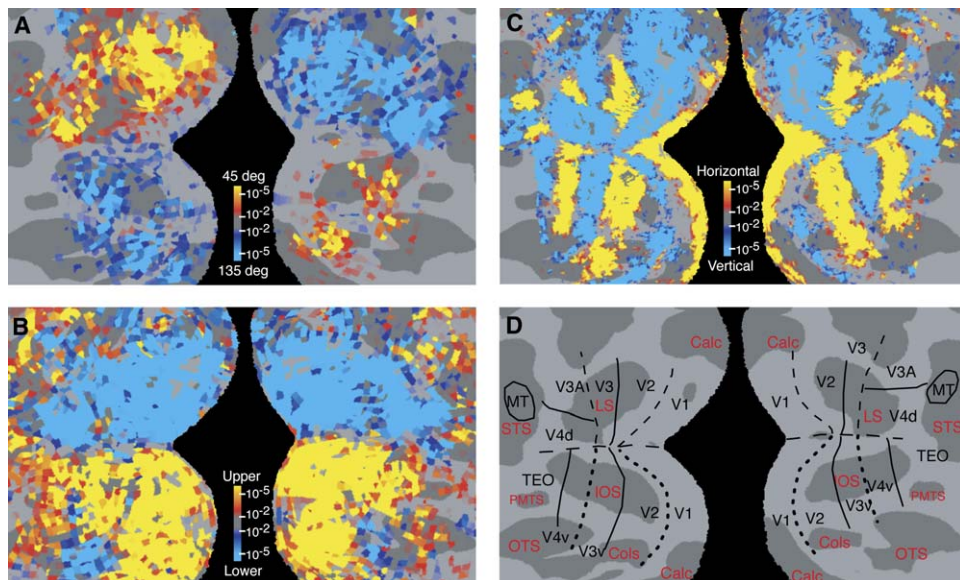 A
45 deg
10-5
10-2
10-2
10-5
135 deg
B
Upper
10-5
10-2
10-2
10-5
Lower
C
Horizontal
10-5
10-2
10-2
10-5
Vertical
D
Calc
Calc
V3A
V3
V2
V1
MT
LS
STS
V4d
TEO
PMTS
IOS
V2
V1
V4v
V3v
OTS
Cols
Calc
V3
V3A
V2
V1
MT
LS
V4d
STS
TEO
IOS
V4v
PMTS
V3v
V1
V2
Cols
OTS
Calc